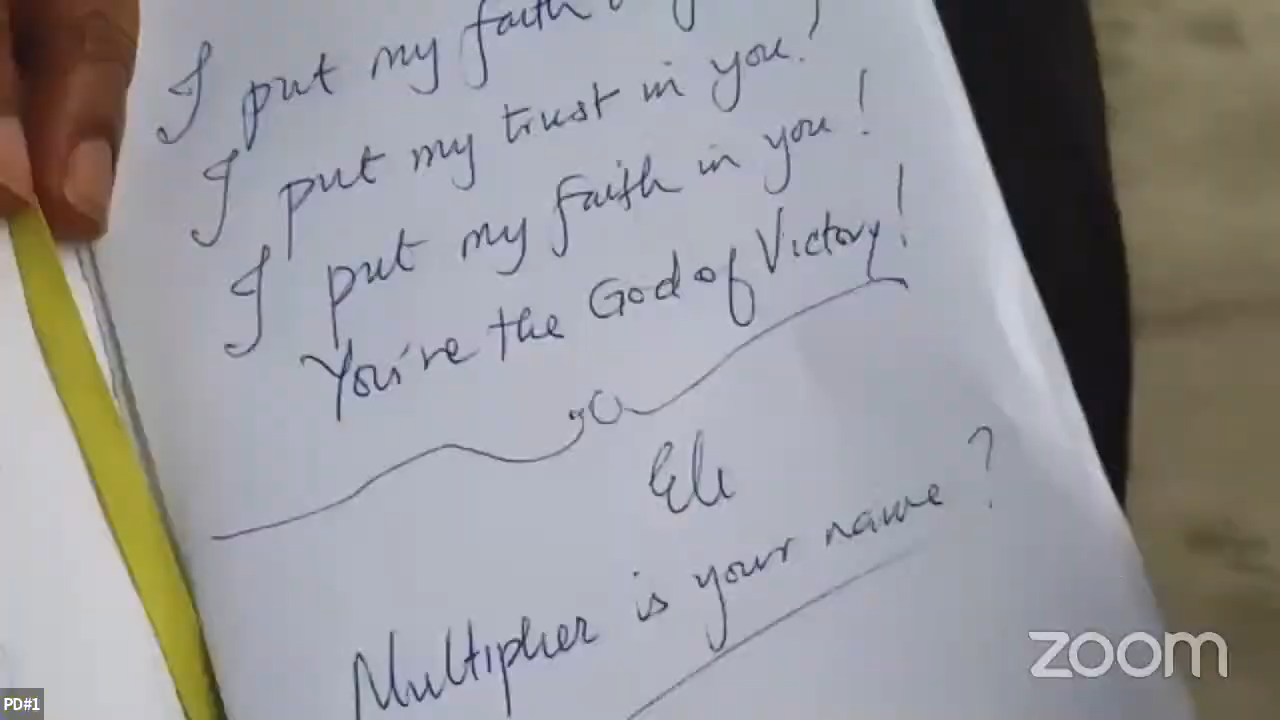 I put my faith
I put my trust in you!
I put my faith in you!
You're the God of Victory!
Multiplier is your name?
zoom
PD#1